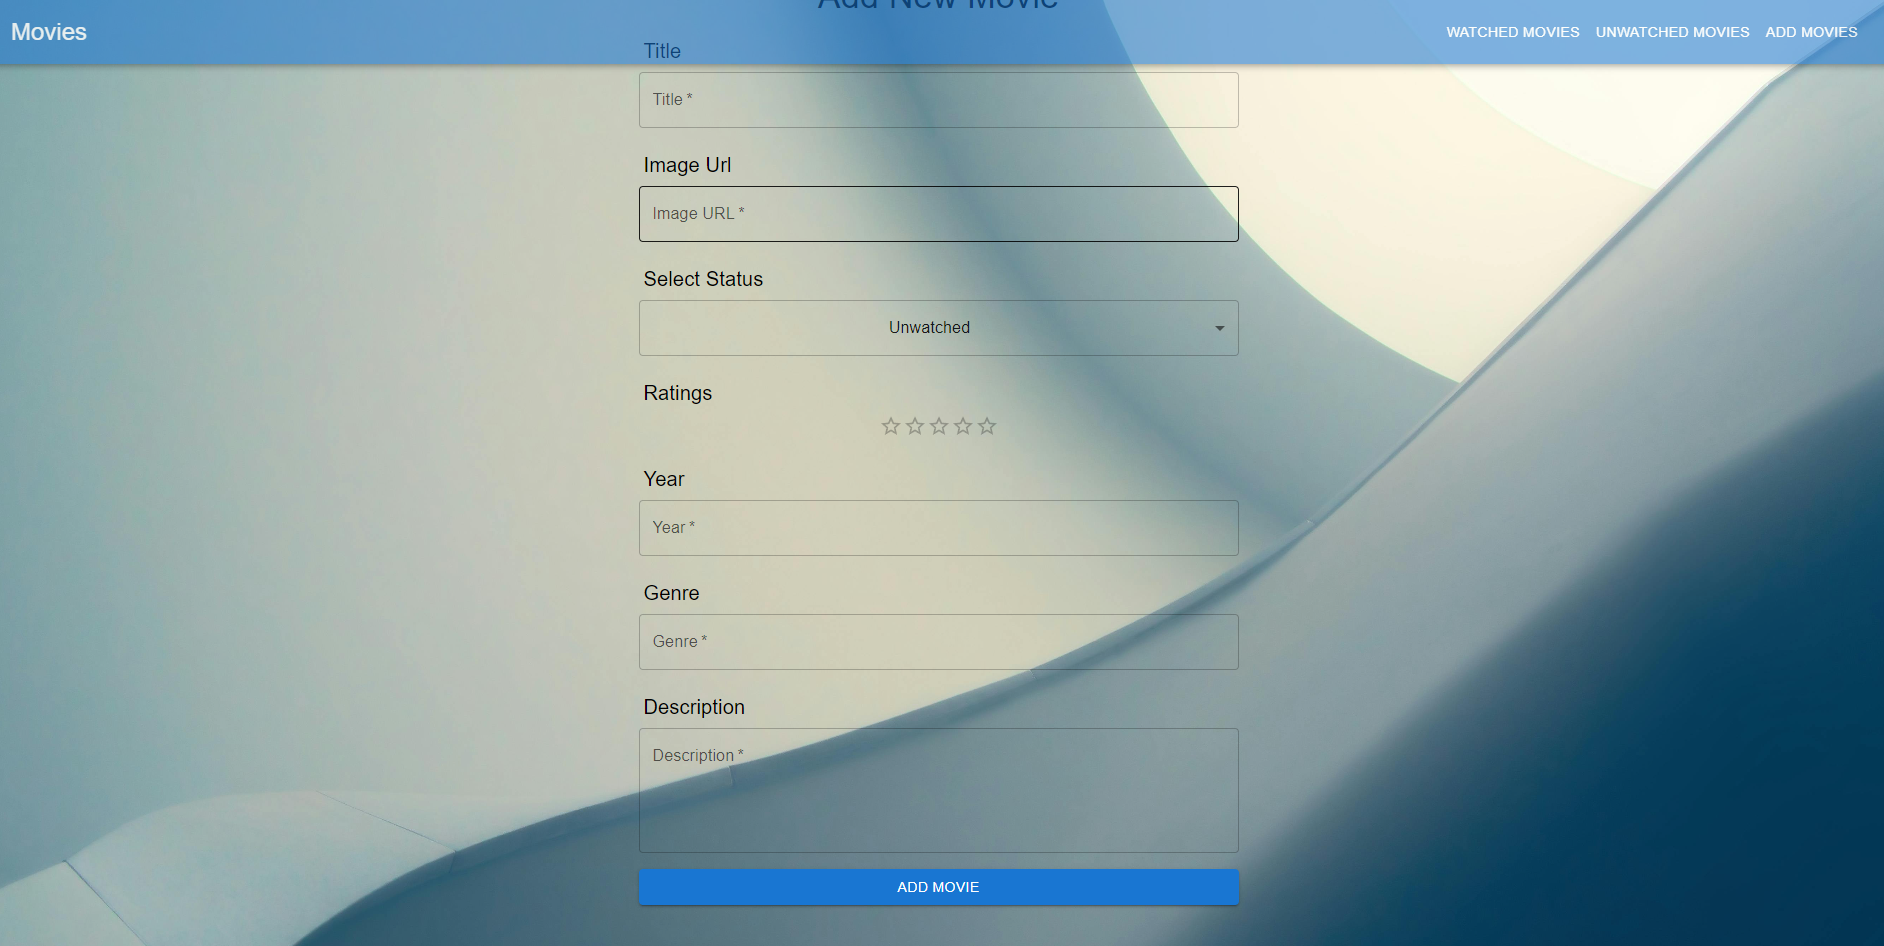 Add New Movie
Movies
WATCHED MOVIES UNWATCHED MOVIES ADD MOVIES
Title
Title *
Image Url
Image URL *
Select Status
Unwatched
Ratings
Year
Year *
Genre
Genre *
Description
Description *
ADD MOVIE